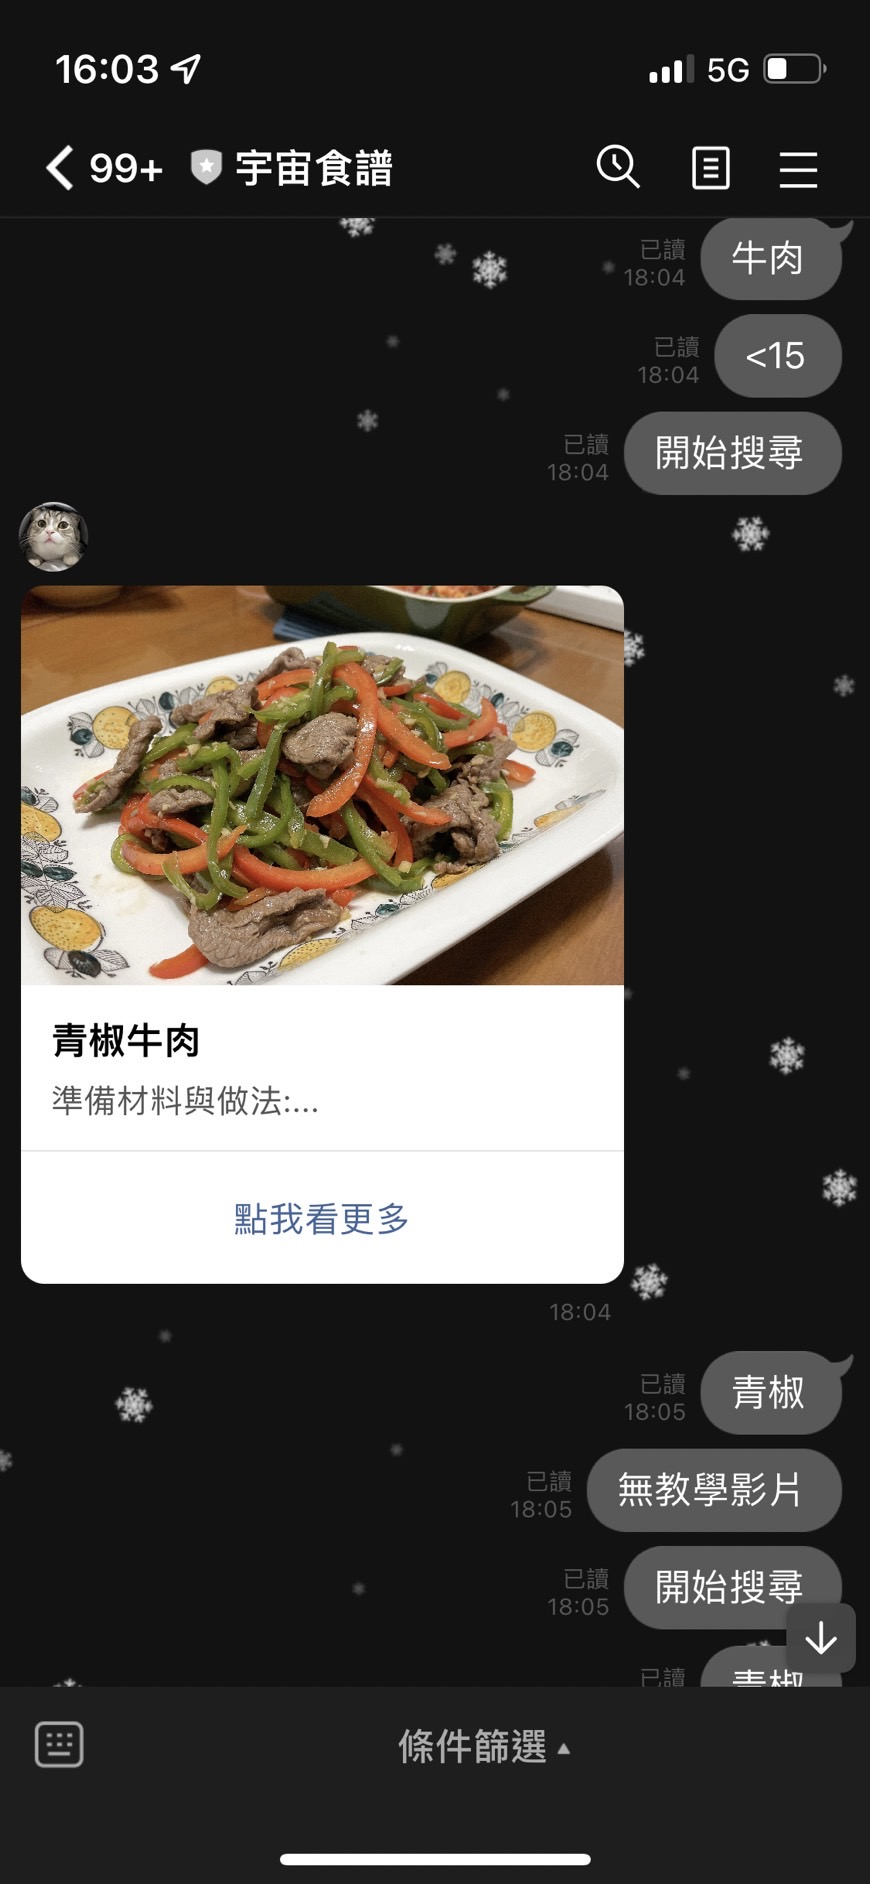 16:03
5G
99+
宇宙食譜
已讀
18:04
牛肉
已讀
18:04
<15
已讀
18:04
開始搜尋
青椒牛肉
準備材料與做法:...
點我看更多
18:04
已讀
18:05
青椒
已讀
18:05
無教學影片
已讀
18:05
開始搜尋
已讀
青椒
條件篩選